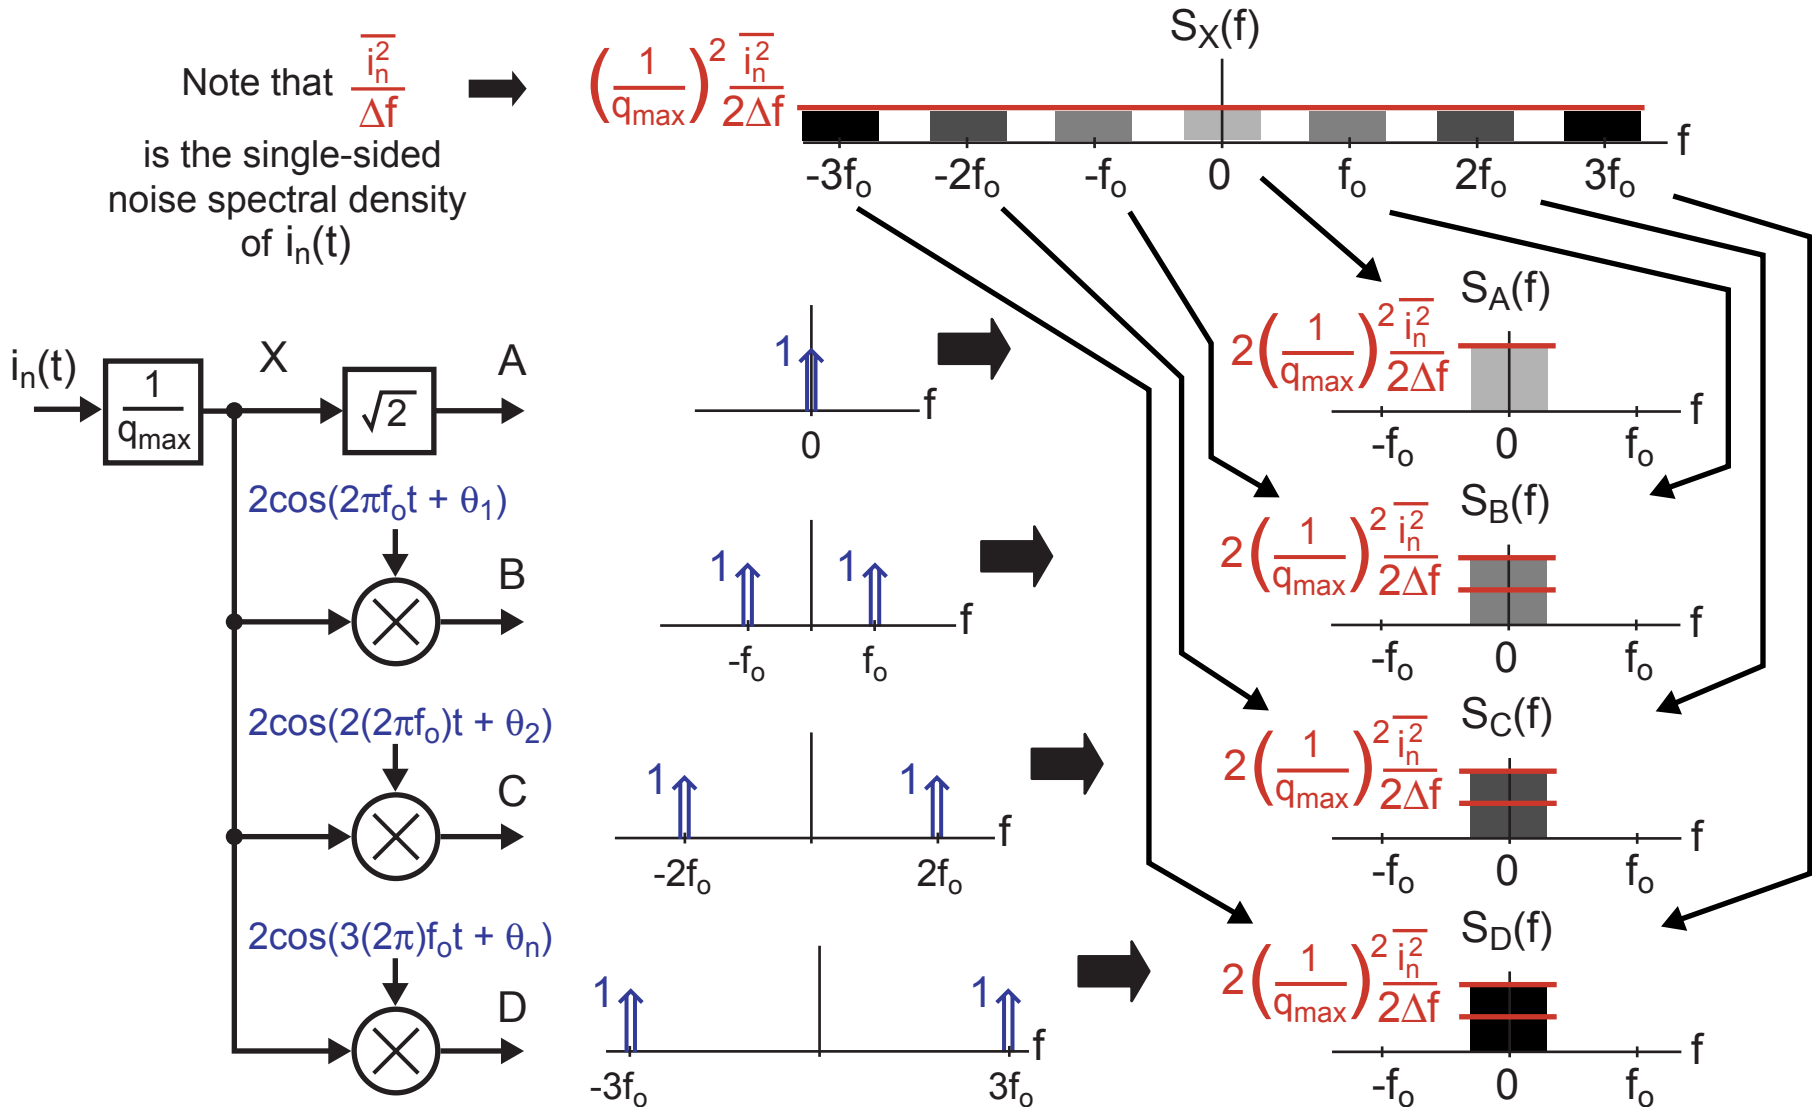 Note that i_n^2 / Δf
is the single-sided
noise spectral density
of i_n(t)
(1/q_max)^2 i_n^2 / 2Δf
S_X(f)
f
-3f_o -2f_o -f_o 0 f_o 2f_o 3f_o
i_n(t)
1/q_max
X
√2
A
1
f
0
2(1/q_max)^2 i_n^2 / 2Δf
S_A(f)
f
-f_o 0 f_o
2cos(2πf_ot + θ_1)
B
1 1
f
-f_o f_o
2(1/q_max)^2 i_n^2 / 2Δf
S_B(f)
f
-f_o 0 f_o
2cos(2(2πf_o)t + θ_2)
C
1 1
f
-2f_o 2f_o
2(1/q_max)^2 i_n^2 / 2Δf
S_C(f)
f
-f_o 0 f_o
2cos(3(2π)f_ot + θ_n)
D
1 1
f
-3f_o 3f_o
2(1/q_max)^2 i_n^2 / 2Δf
S_D(f)
f
-f_o 0 f_o